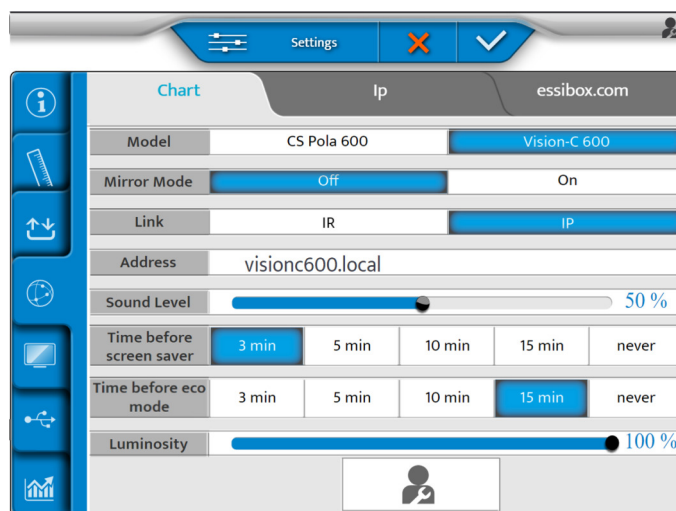 Settings
Chart Ip essibox.com
Model CS Pola 600 Vision-C 600
Mirror Mode Off On
Link IR IP
Address visionc600.local
Sound Level 50 %
Time before
screen saver 3 min 5 min 10 min 15 min never
Time before eco
mode 3 min 5 min 10 min 15 min never
Luminosity 100 %